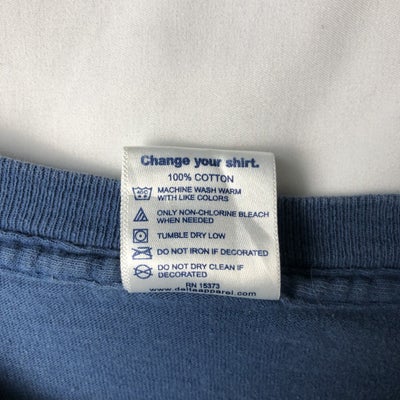 Change your shirt.
100% COTTON
MACHINE WASH WARM
WITH LIKE COLORS
ONLY NON-CHLORINE BLEACH
WHEN NEEDED
TUMBLE DRY LOW
DO NOT IRON IF DECORATED
DO NOT DRY CLEAN IF
DECORATED
RN 15373
www.deltaapparel.com